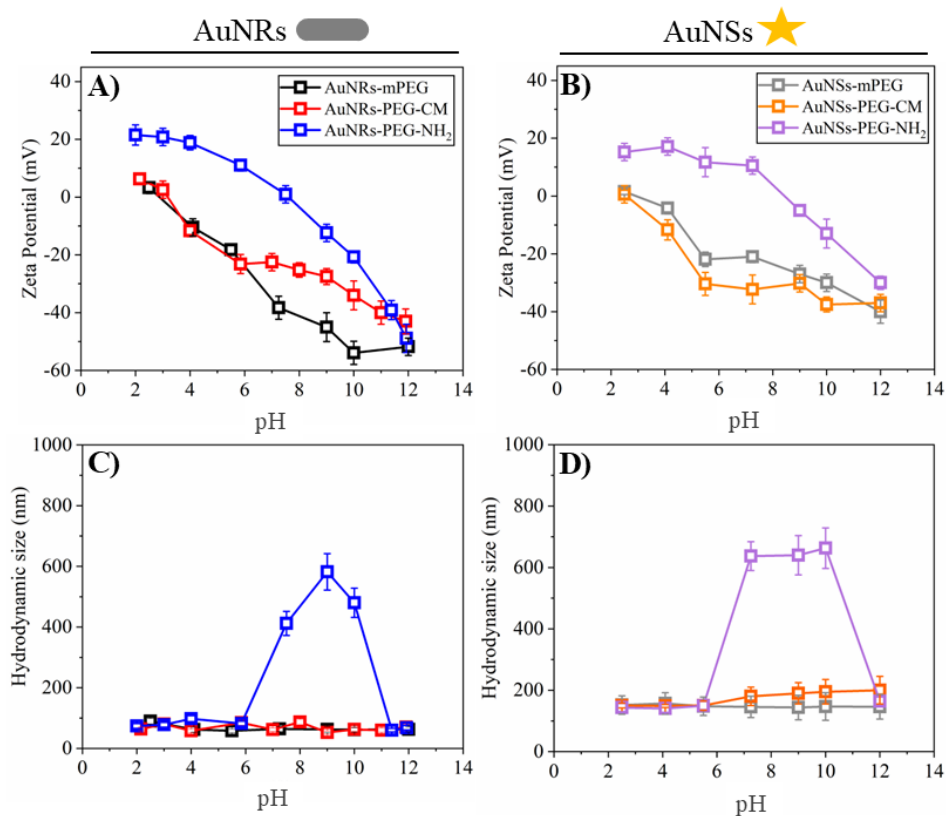 AuNRs
AuNSs
A)
AuNRs-mPEG
AuNRs-PEG-CM
AuNRs-PEG-NH₂
Zeta Potential (mV)
40
20
0
-20
-40
-60
0 2 4 6 8 10 12 14
pH
B)
AuNSs-mPEG
AuNSs-PEG-CM
AuNSs-PEG-NH₂
Zeta Potential (mV)
40
20
0
-20
-40
-60
0 2 4 6 8 10 12 14
pH
C)
Hydrodynamic size (nm)
1000
800
600
400
200
0
0 2 4 6 8 10 12 14
pH
D)
Hydrodynamic size (nm)
1000
800
600
400
200
0
0 2 4 6 8 10 12 14
pH